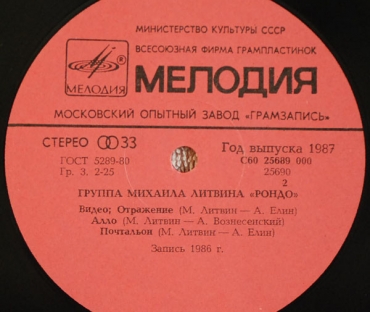 МИНИСТЕРСТВО КУЛЬТУРЫ СССР
ВСЕСОЮЗНАЯ ФИРМА ГРАМПЛАСТИНОК
® МЕЛОДИЯ
МЕЛОДИЯ
МОСКОВСКИЙ ОПЫТНЫЙ ЗАВОД «ГРАМЗАПИСЬ»
СТЕРЕО 33 Год выпуска 1987
ГОСТ 5289-80 С60 25689 000
Гр. 3. 2-25 25690
2
ГРУППА МИХАИЛА ЛИТВИНА «РОНДО»
Видео; Отражение (М. Литвин — А. Елин)
Алло (М. Литвин — А. Вознесенский)
Почтальон (М. Литвин — А. Елин)
Запись 1986 г.